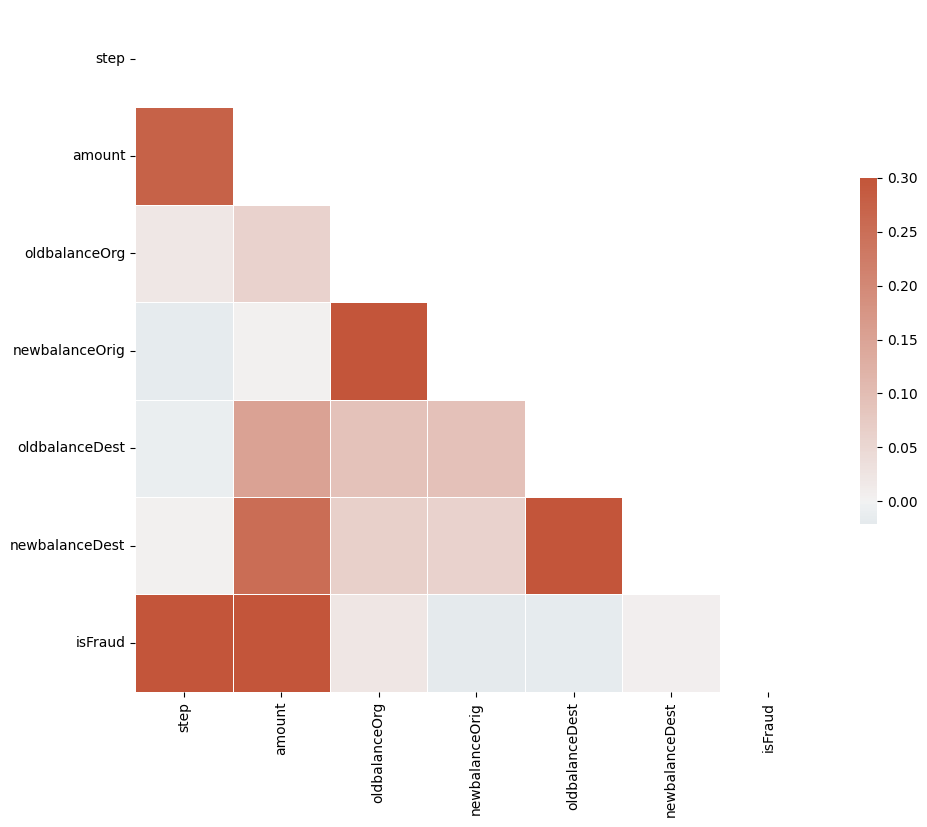 step
amount
oldbalanceOrg
newbalanceOrig
oldbalanceDest
newbalanceDest
isFraud
step
amount
oldbalanceOrg
newbalanceOrig
oldbalanceDest
newbalanceDest
isFraud
0.30
0.25
0.20
0.15
0.10
0.05
0.00